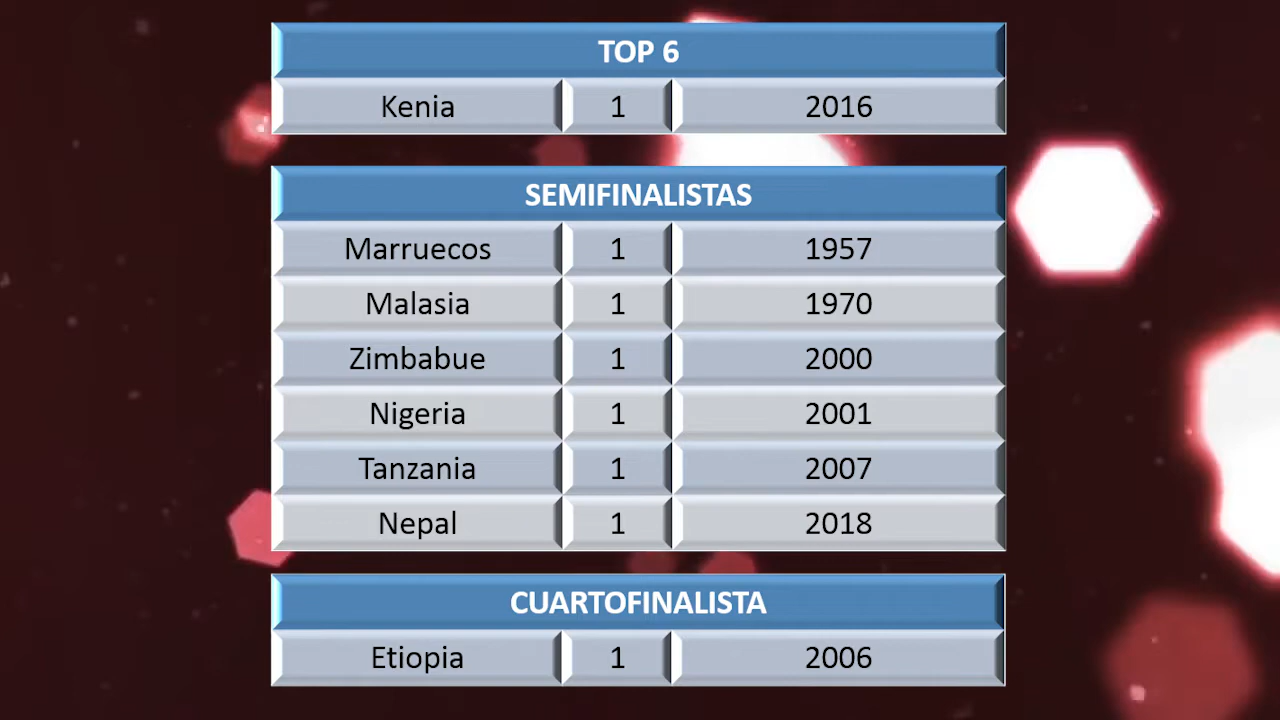 TOP 6
Kenia 1 2016
SEMIFINALISTAS
Marruecos 1 1957
Malasia 1 1970
Zimbabue 1 2000
Nigeria 1 2001
Tanzania 1 2007
Nepal 1 2018
CUARTOFINALISTA
Etiopia 1 2006